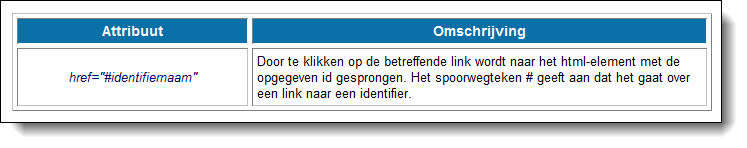 Attribuut Omschrijving
href="#identifiernaam"
Door te klikken op de betreffende link wordt naar het html-element met de
opgegeven id gesprongen. Het spoorwegteken # geeft aan dat het gaat over
een link naar een identifier.